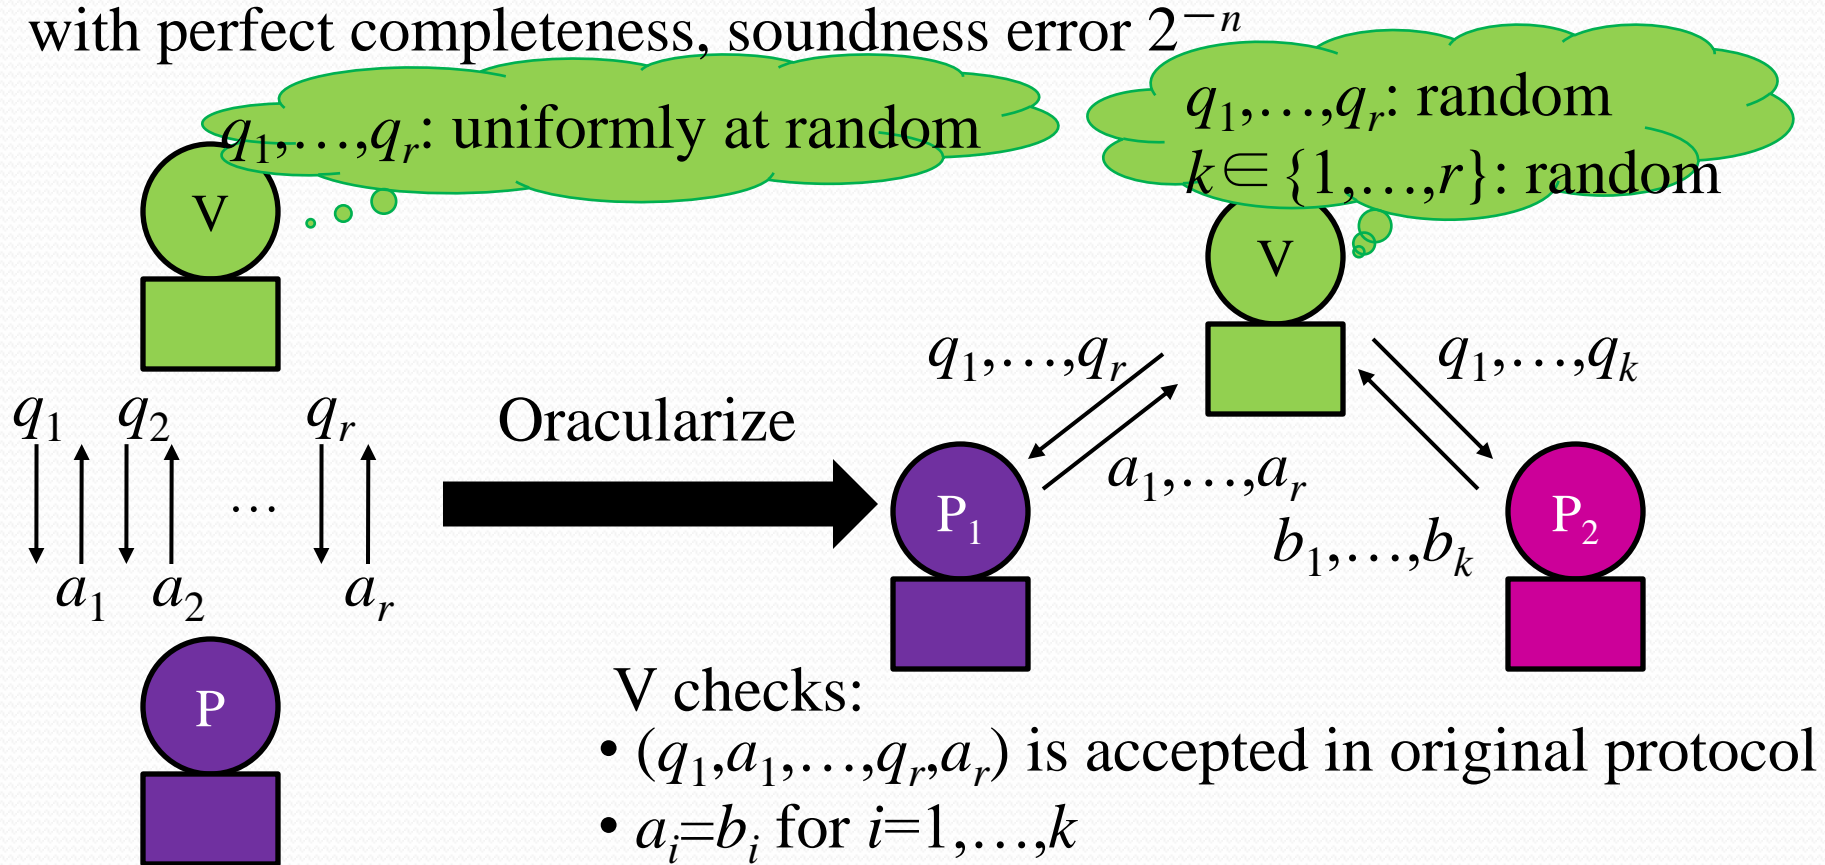 with perfect completeness, soundness error 2⁻ⁿ
q₁,…,qᵣ: uniformly at random
q₁,…,qᵣ: random
k∈{1,…,r}: random
V
V
q₁ q₂ qᵣ
…
a₁ a₂ aᵣ
P
Oracularize
q₁,…,qᵣ
q₁,…,qₖ
a₁,…,aᵣ
b₁,…,bₖ
P₁
P₂
V checks:
• (q₁,a₁,…,qᵣ,aᵣ) is accepted in original protocol
• aᵢ=bᵢ for i=1,…,k